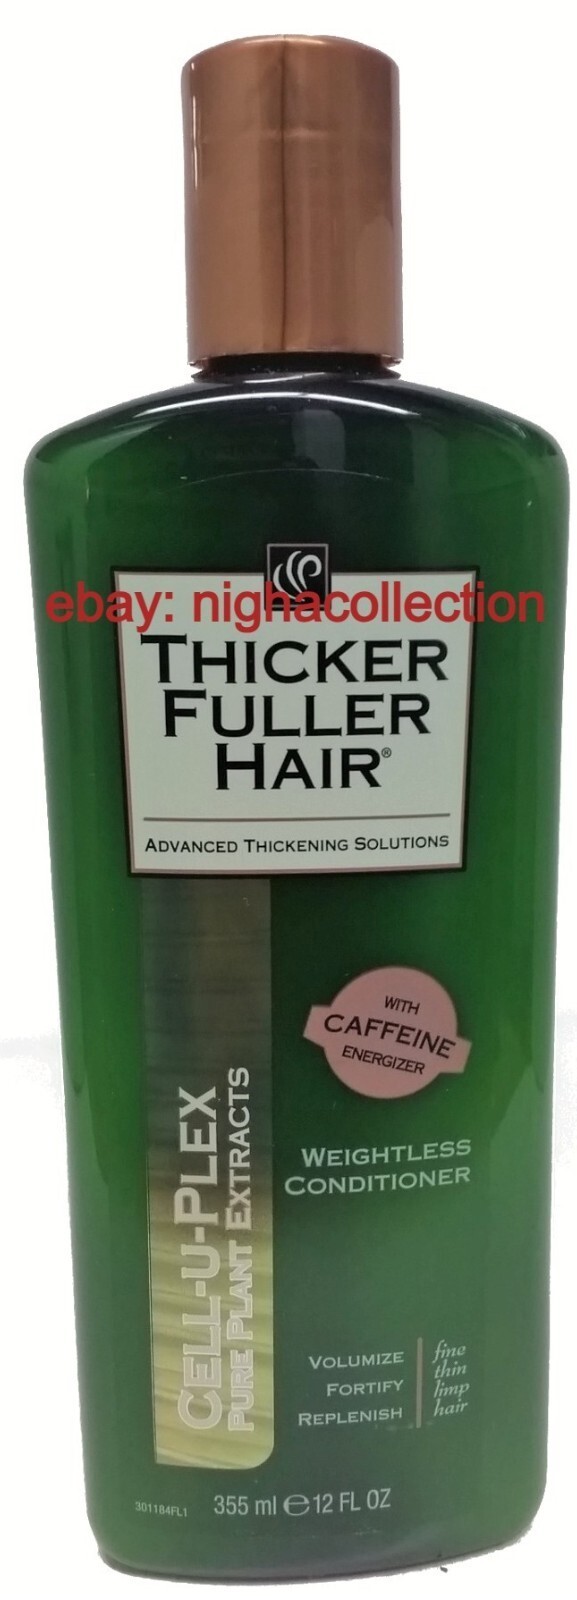 ebay: nighacollection
THICKER
FULLER
HAIR®
ADVANCED THICKENING SOLUTIONS
WITH
CAFFEINE
ENERGIZER
WEIGHTLESS
CONDITIONER
CELL-U-PLEX
PURE PLANT EXTRACTS
VOLUMIZE
FORTIFY
REPLENISH
fine
thin
limp
hair
301184FL1
355 ml ℮ 12 FL OZ